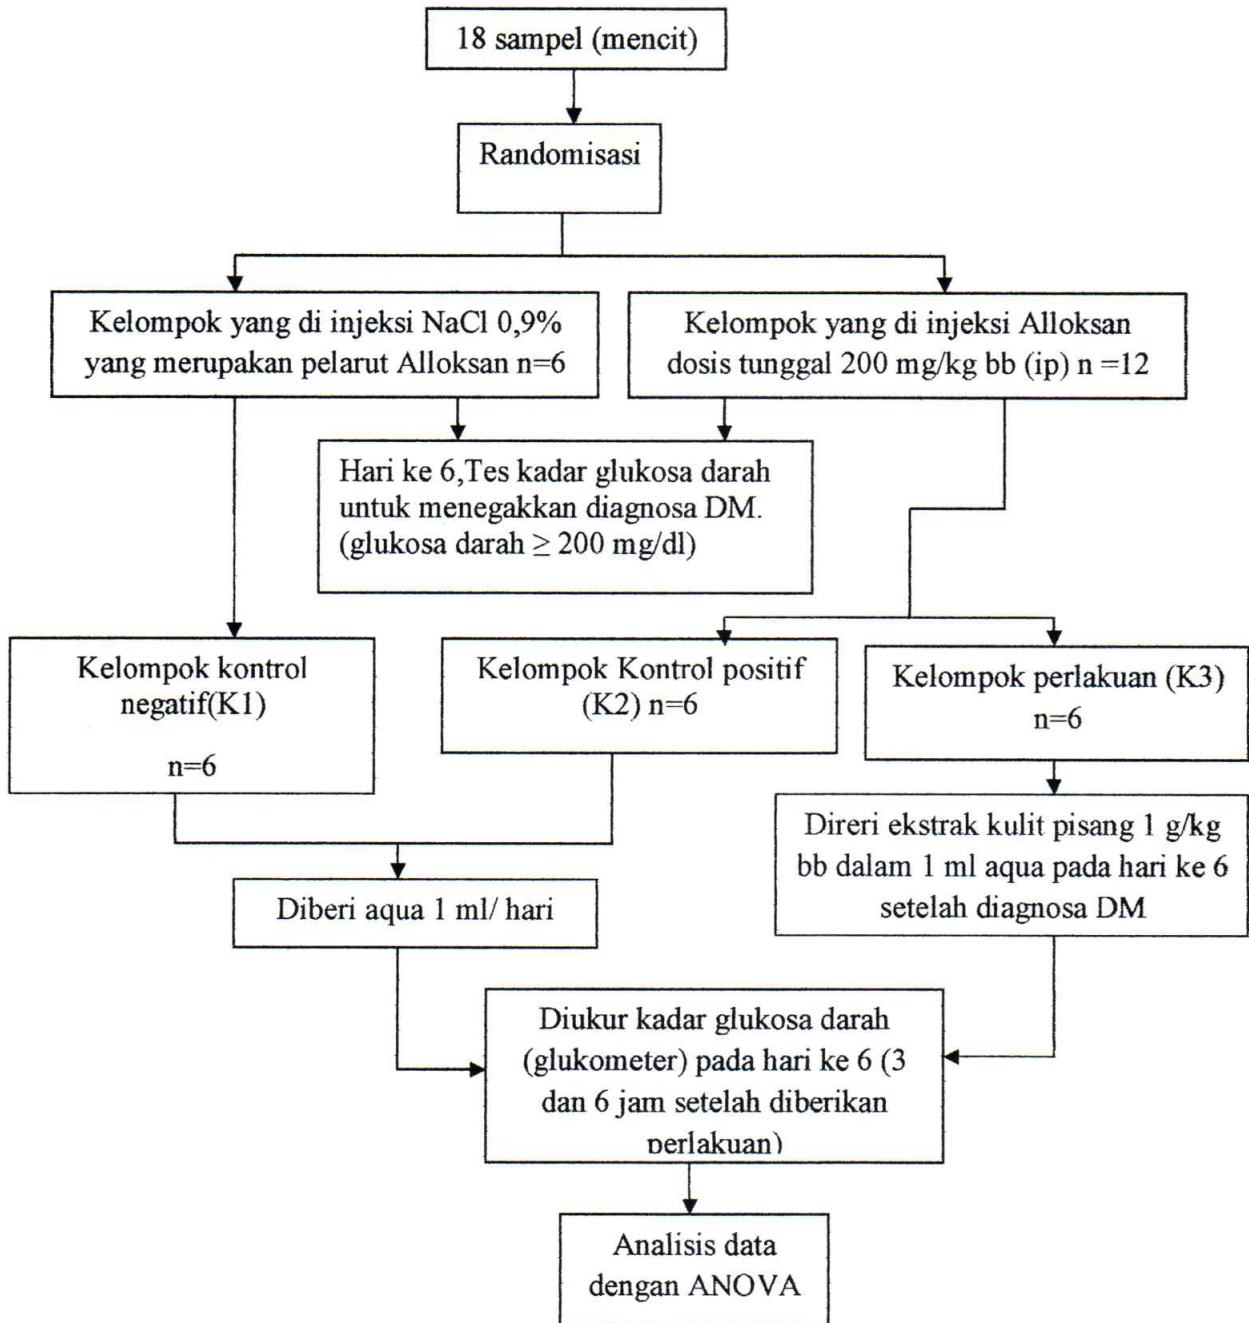 18 sampel (mencit)
Randomisasi
Kelompok yang di injeksi NaCl 0,9%
yang merupakan pelarut Alloksan n=6
Kelompok yang di injeksi Alloksan
dosis tunggal 200 mg/kg bb (ip) n =12
Hari ke 6,Tes kadar glukosa darah
untuk menegakkan diagnosa DM.
(glukosa darah ≥ 200 mg/dl)
Kelompok kontrol
negatif(K1)
n=6
Kelompok Kontrol positif
(K2) n=6
Kelompok perlakuan (K3)
n=6
Direri ekstrak kulit pisang 1 g/kg
bb dalam 1 ml aqua pada hari ke 6
setelah diagnosa DM
Diberi aqua 1 ml/ hari
Diukur kadar glukosa darah
(glukometer) pada hari ke 6 (3
dan 6 jam setelah diberikan
perlakuan)
Analisis data
dengan ANOVA